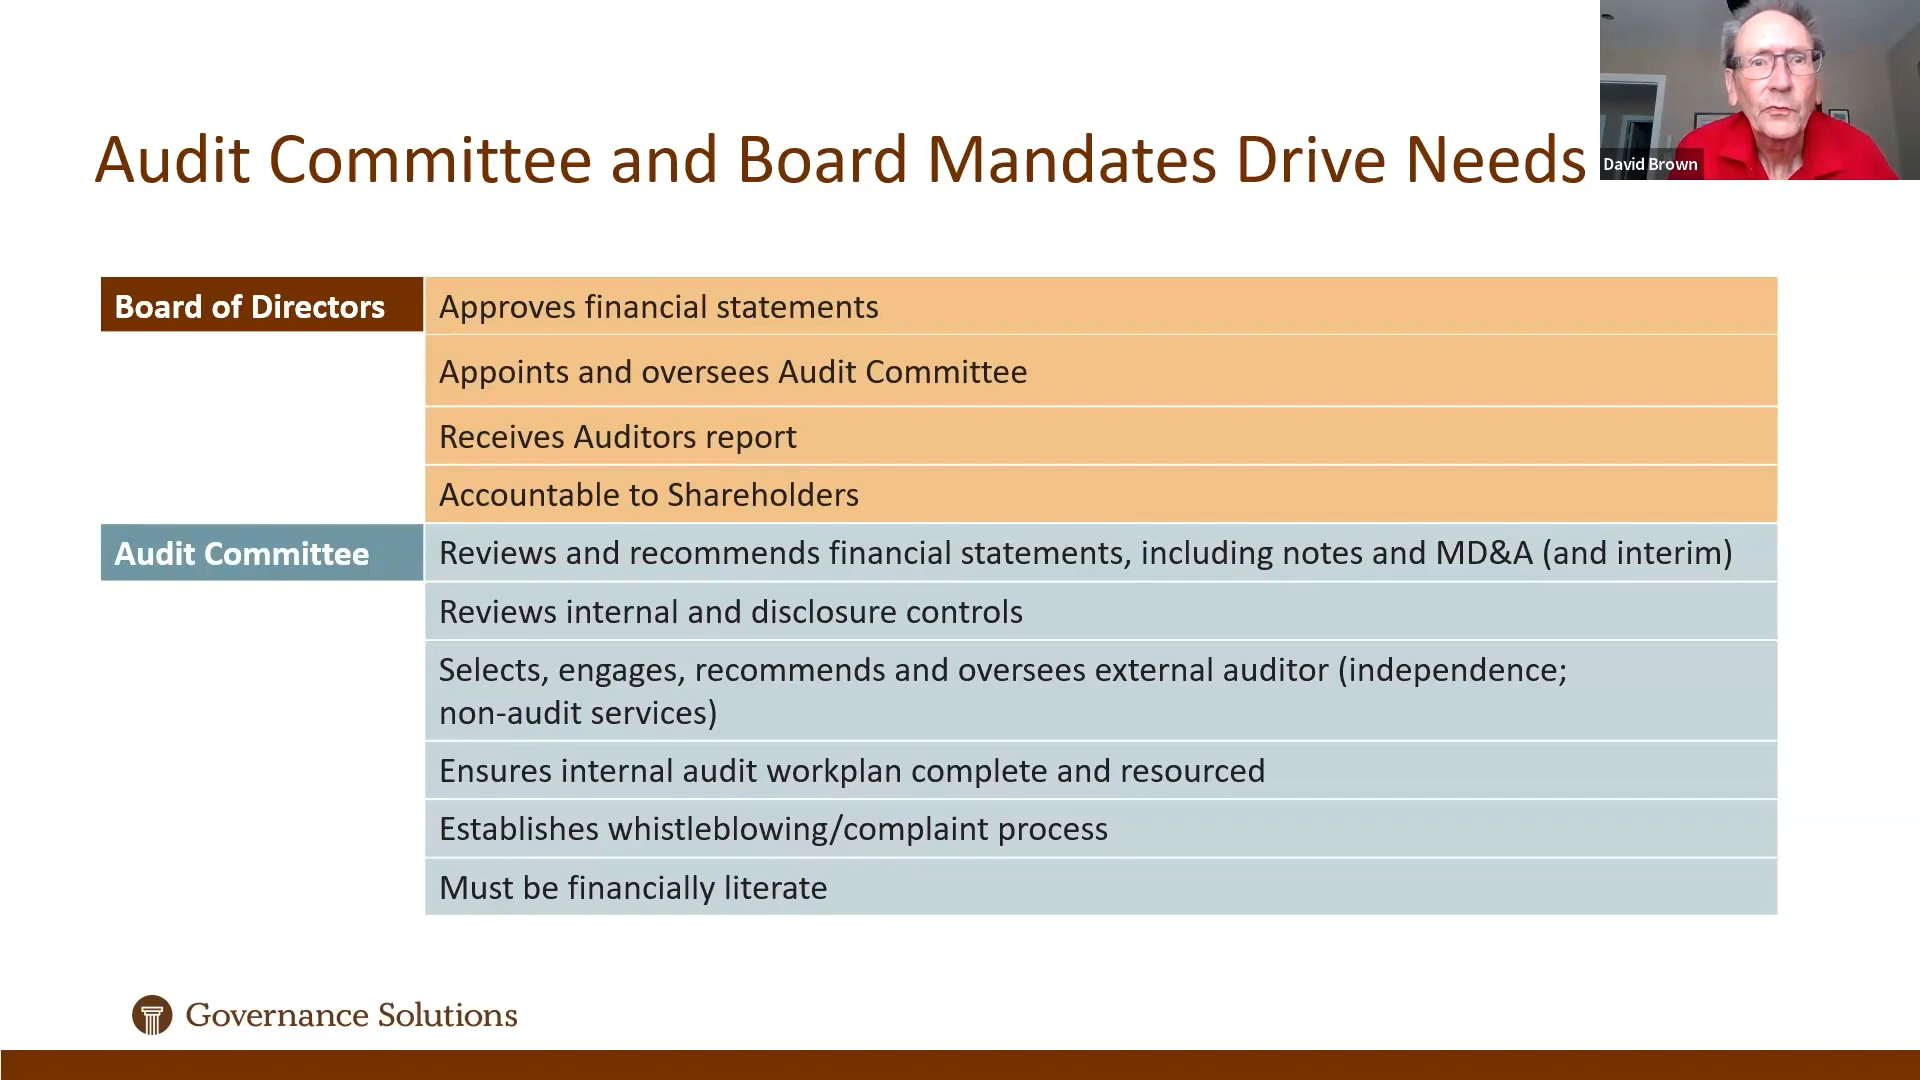 Audit Committee and Board Mandates Drive Needs
David Brown
Board of Directors
Approves financial statements
Appoints and oversees Audit Committee
Receives Auditors report
Accountable to Shareholders
Audit Committee
Reviews and recommends financial statements, including notes and MD&A (and interim)
Reviews internal and disclosure controls
Selects, engages, recommends and oversees external auditor (independence;
non-audit services)
Ensures internal audit workplan complete and resourced
Establishes whistleblowing/complaint process
Must be financially literate
Governance Solutions